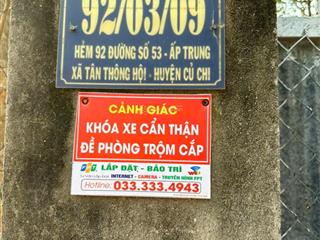 92/03/09
HẺM 92 ĐƯỜNG SỐ 53 - ẤP TRUNG
XÃ TÂN THÔNG HỘI - HUYỆN CỦ CHI
CẢNH GIÁC
KHÓA XE CẨN THẬN
ĐỀ PHÒNG TRỘM CẮP
FPT LẮP ĐẶT - BẢO TRÌ
INTERNET - CAMERA - TRUYỀN HÌNH FPT
Hotline: 033.333.4943